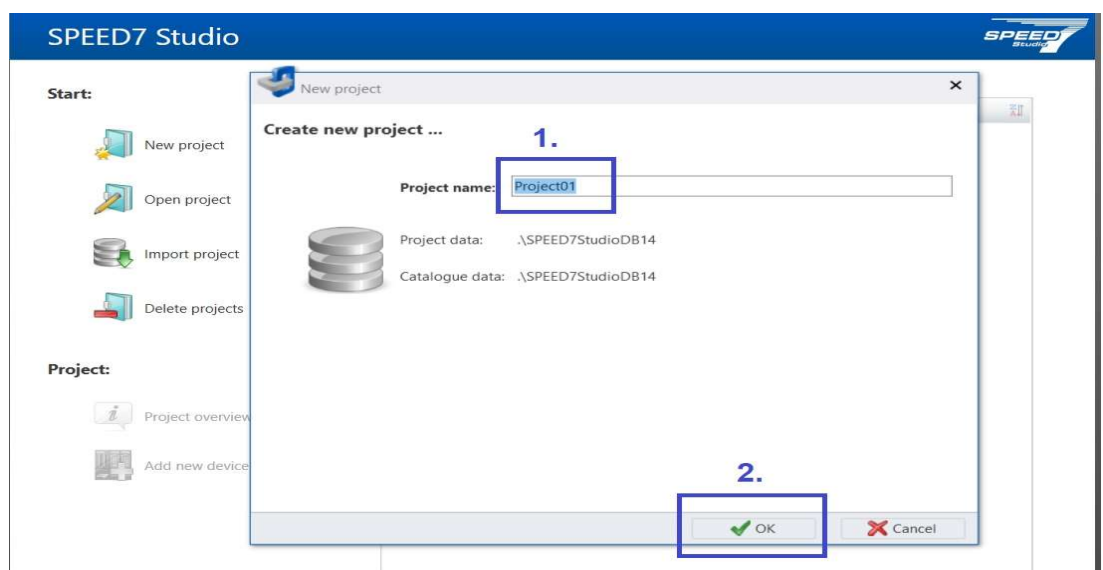 SPEED7 Studio
SPEED7
Studio
Start:
New project
Open project
Import project
Delete projects
Project:
Project overview
Add new device
New project
Create new project ...
1.
Project name: Project01
Project data: .\SPEED7StudioDB14
Catalogue data: .\SPEED7StudioDB14
2.
OK
Cancel